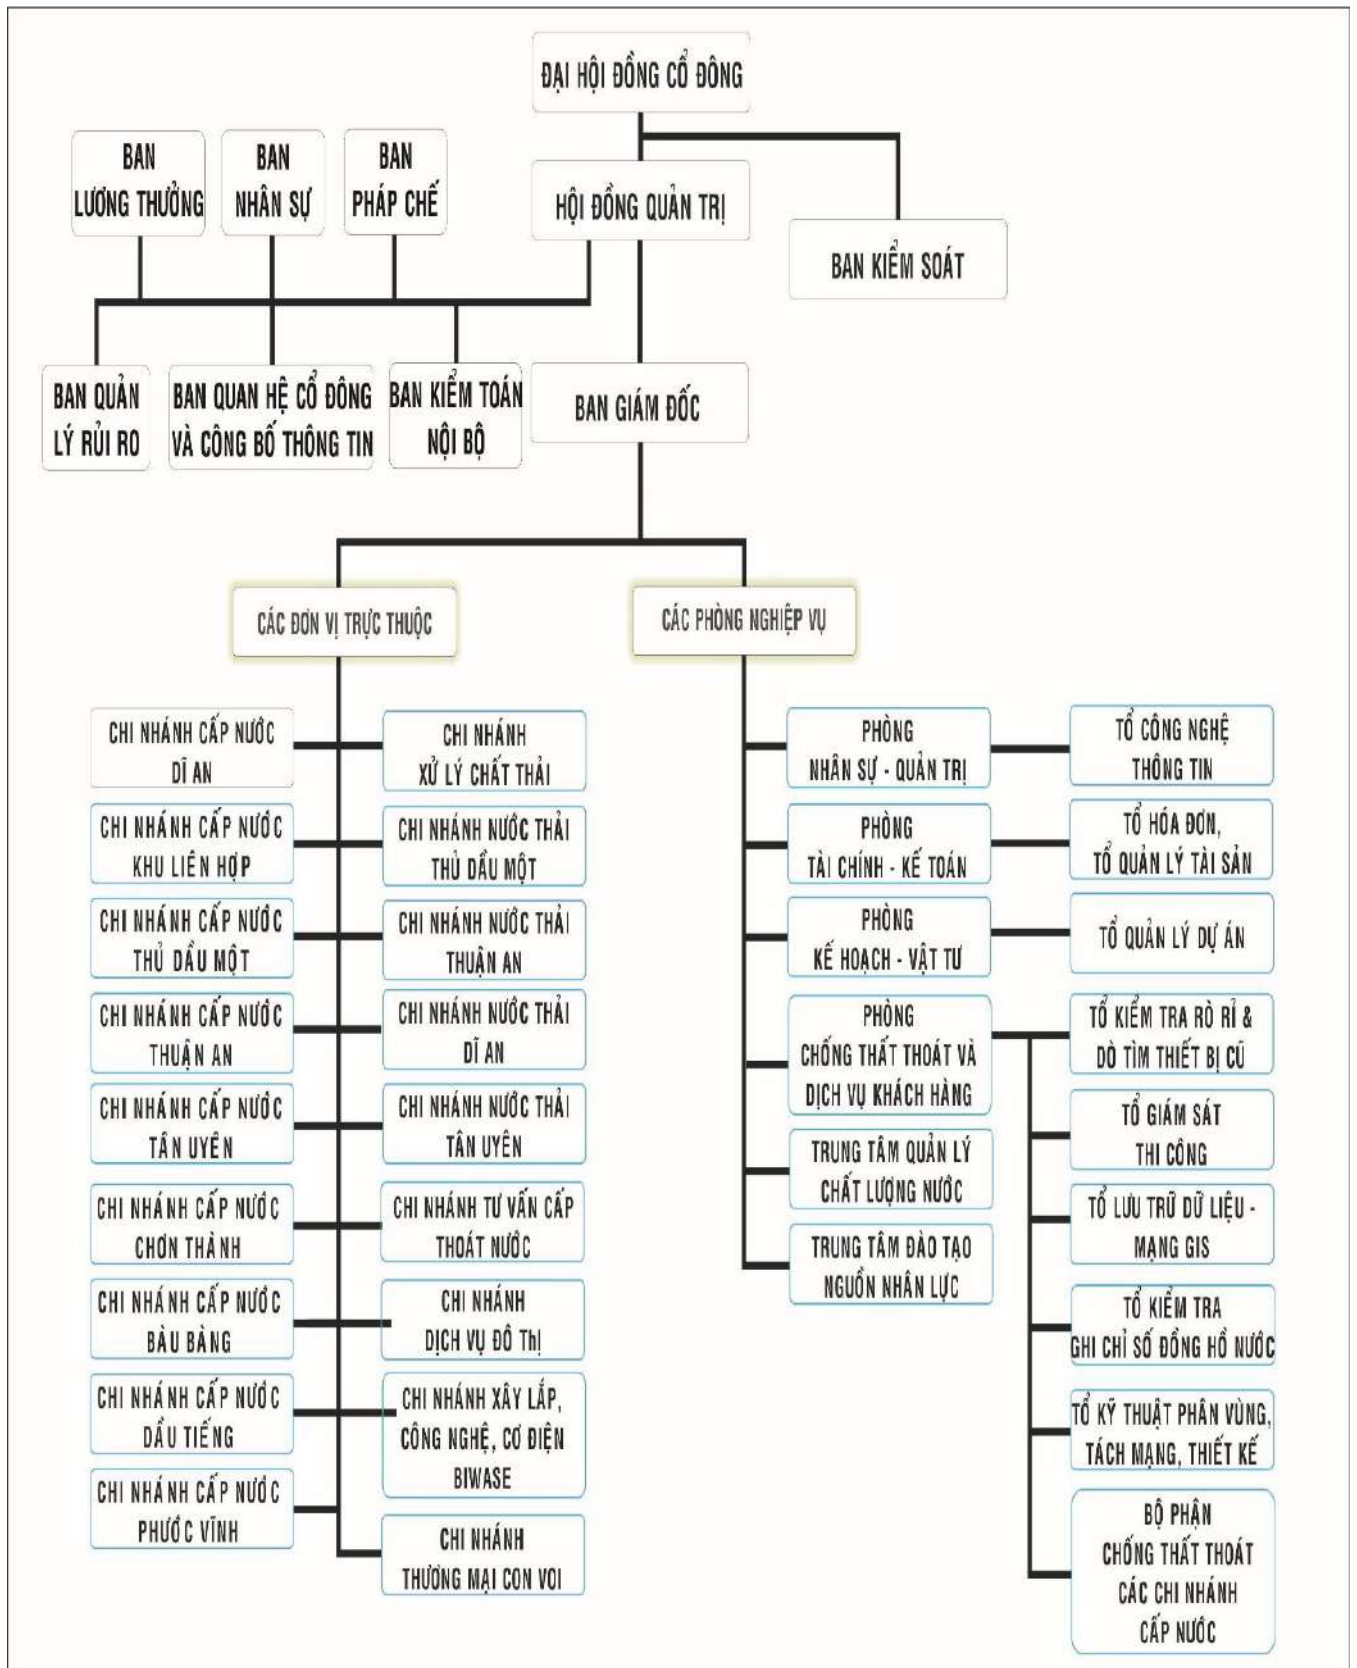 ĐẠI HỘI ĐỒNG CỔ ĐÔNG
BAN
LƯƠNG THƯỞNG
BAN
NHÂN SỰ
BAN
PHÁP CHẾ
HỘI ĐỒNG QUẢN TRỊ
BAN KIỂM SOÁT
BAN QUẢN
LÝ RỦI RO
BAN QUAN HỆ CỔ ĐÔNG
VÀ CÔNG BỐ THÔNG TIN
BAN KIỂM TOÁN
NỘI BỘ
BAN GIÁM ĐỐC
CÁC ĐƠN VỊ TRỰC THUỘC
CÁC PHÒNG NGHIỆP VỤ
CHI NHÁNH CẤP NƯỚC
DĨ AN
CHI NHÁNH CẤP NƯỚC
KHU LIÊN HỢP
CHI NHÁNH CẤP NƯỚC
THỦ DẦU MỘT
CHI NHÁNH CẤP NƯỚC
THUẬN AN
CHI NHÁNH CẤP NƯỚC
TÂN UYÊN
CHI NHÁNH CẤP NƯỚC
CHƠN THÀNH
CHI NHÁNH CẤP NƯỚC
BÀU BÀNG
CHI NHÁNH CẤP NƯỚC
DẦU TIẾNG
CHI NHÁNH CẤP NƯỚC
PHƯỚC VĨNH
CHI NHÁNH
XỬ LÝ CHẤT THẢI
CHI NHÁNH NƯỚC THẢI
THỦ DẦU MỘT
CHI NHÁNH NƯỚC THẢI
THUẬN AN
CHI NHÁNH NƯỚC THẢI
DĨ AN
CHI NHÁNH NƯỚC THẢI
TÂN UYÊN
CHI NHÁNH TƯ VẤN CẤP
THOÁT NƯỚC
CHI NHÁNH
DỊCH VỤ ĐÔ Thị
CHI NHÁNH XÂY LẮP,
CÔNG NGHỆ, CƠ ĐIỆN
BIWASE
CHI NHÁNH
THƯƠNG MẠI CON VOI
PHÒNG
NHÂN SỰ - QUẢN TRỊ
PHÒNG
TÀI CHÍNH - KẾ TOÁN
PHÒNG
KẾ HOẠCH - VẬT TƯ
PHÒNG
CHỐNG THẤT THOÁT VÀ
DỊCH VỤ KHÁCH HÀNG
TRUNG TÂM QUẢN LÝ
CHẤT LƯỢNG NƯỚC
TRUNG TÂM ĐÀO TẠO
NGUỒN NHÂN LỰC
TỔ CÔNG NGHỆ
THÔNG TIN
TỔ HÓA ĐƠN,
TỔ QUẢN LÝ TÀI SẢN
TỔ QUẢN LÝ DỰ ÁN
TỔ KIỂM TRA RÒ RỈ &
DÒ TÌM THIẾT BỊ CŨ
TỔ GIÁM SÁT
THI CÔNG
TỔ LƯU TRỮ DỮ LIỆU -
MẠNG GIS
TỔ KIỂM TRA
GHI CHỈ SỐ ĐỒNG HỒ NƯỚC
TỔ KỸ THUẬT PHÂN VÙNG,
TÁCH MẠNG, THIẾT KẾ
BỘ PHẬN
CHỐNG THẤT THOÁT
CÁC CHI NHÁNH
CẤP NƯỚC